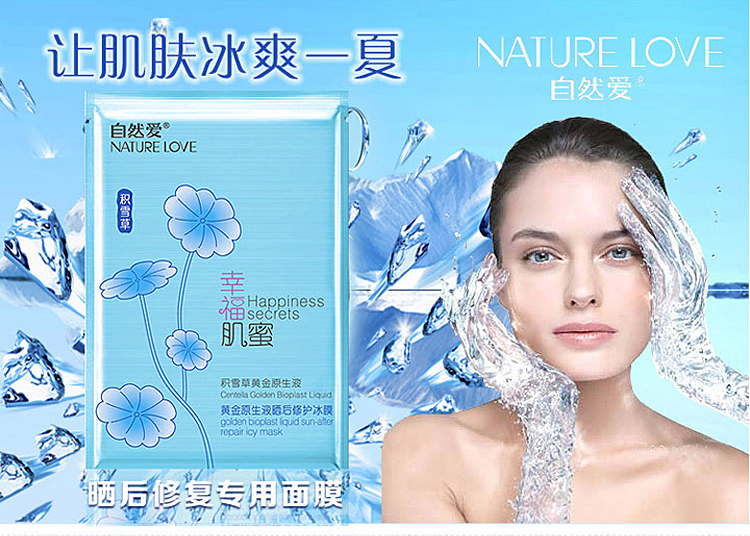 让肌肤冰爽一夏
NATURE LOVE
自然爱®
自然爱®
NATURE LOVE
积雪草
幸福
Happiness
secrets
肌蜜
积雪草黄金原生液
Centella Golden Bioplast Liquid
黄金原生液晒后修护冰膜
golden bioplast liquid sun-after
repair icy mask
晒后修复专用面膜